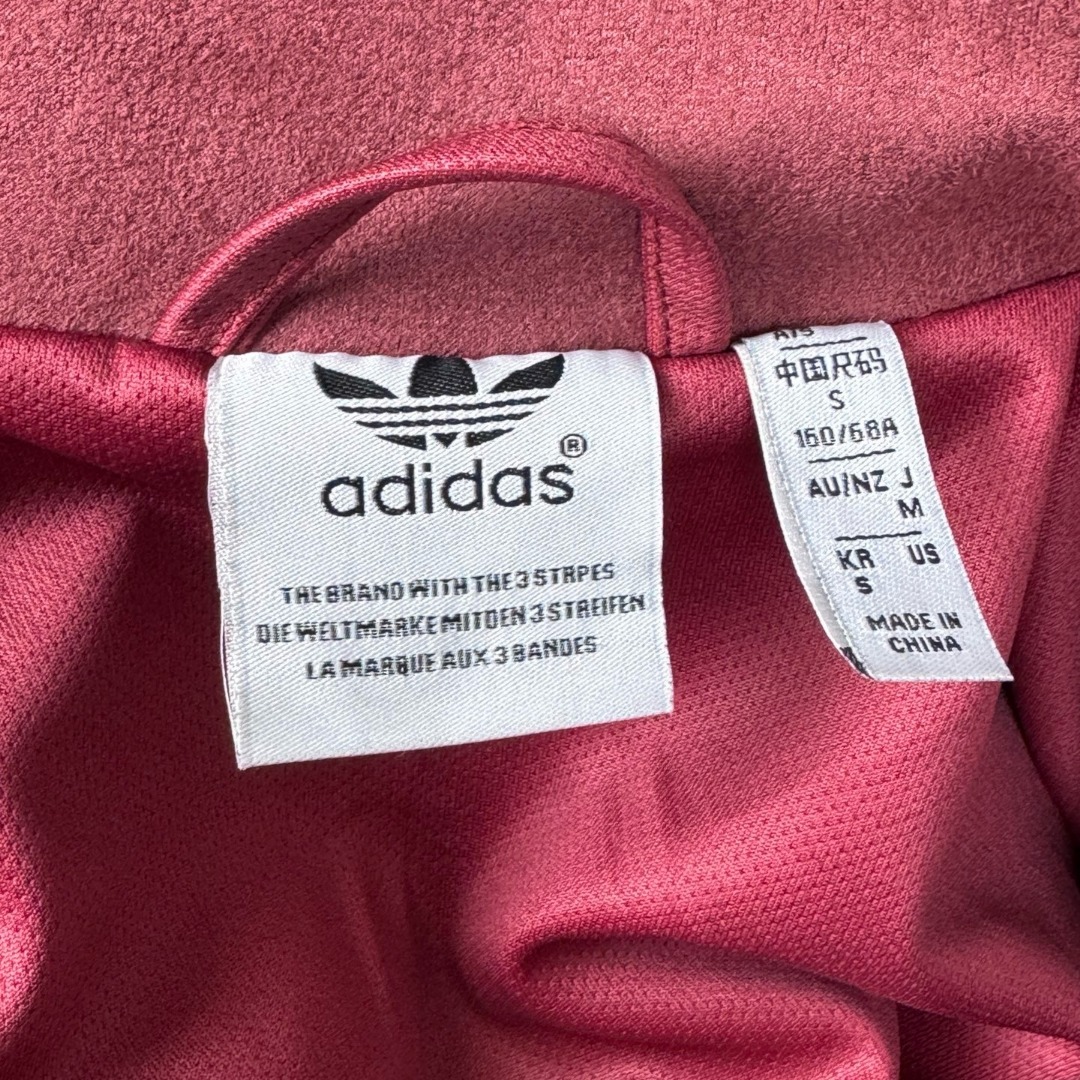 adidas®
THE BRAND WITH THE 3 STRPES
DIE WELTMARKE MIT DEN 3 STREIFEN
LA MARQUE AUX 3 BANDES
A/S
中国尺码
S
160/68A
AU/NZ J
M
KR US
S
MADE IN
CHINA